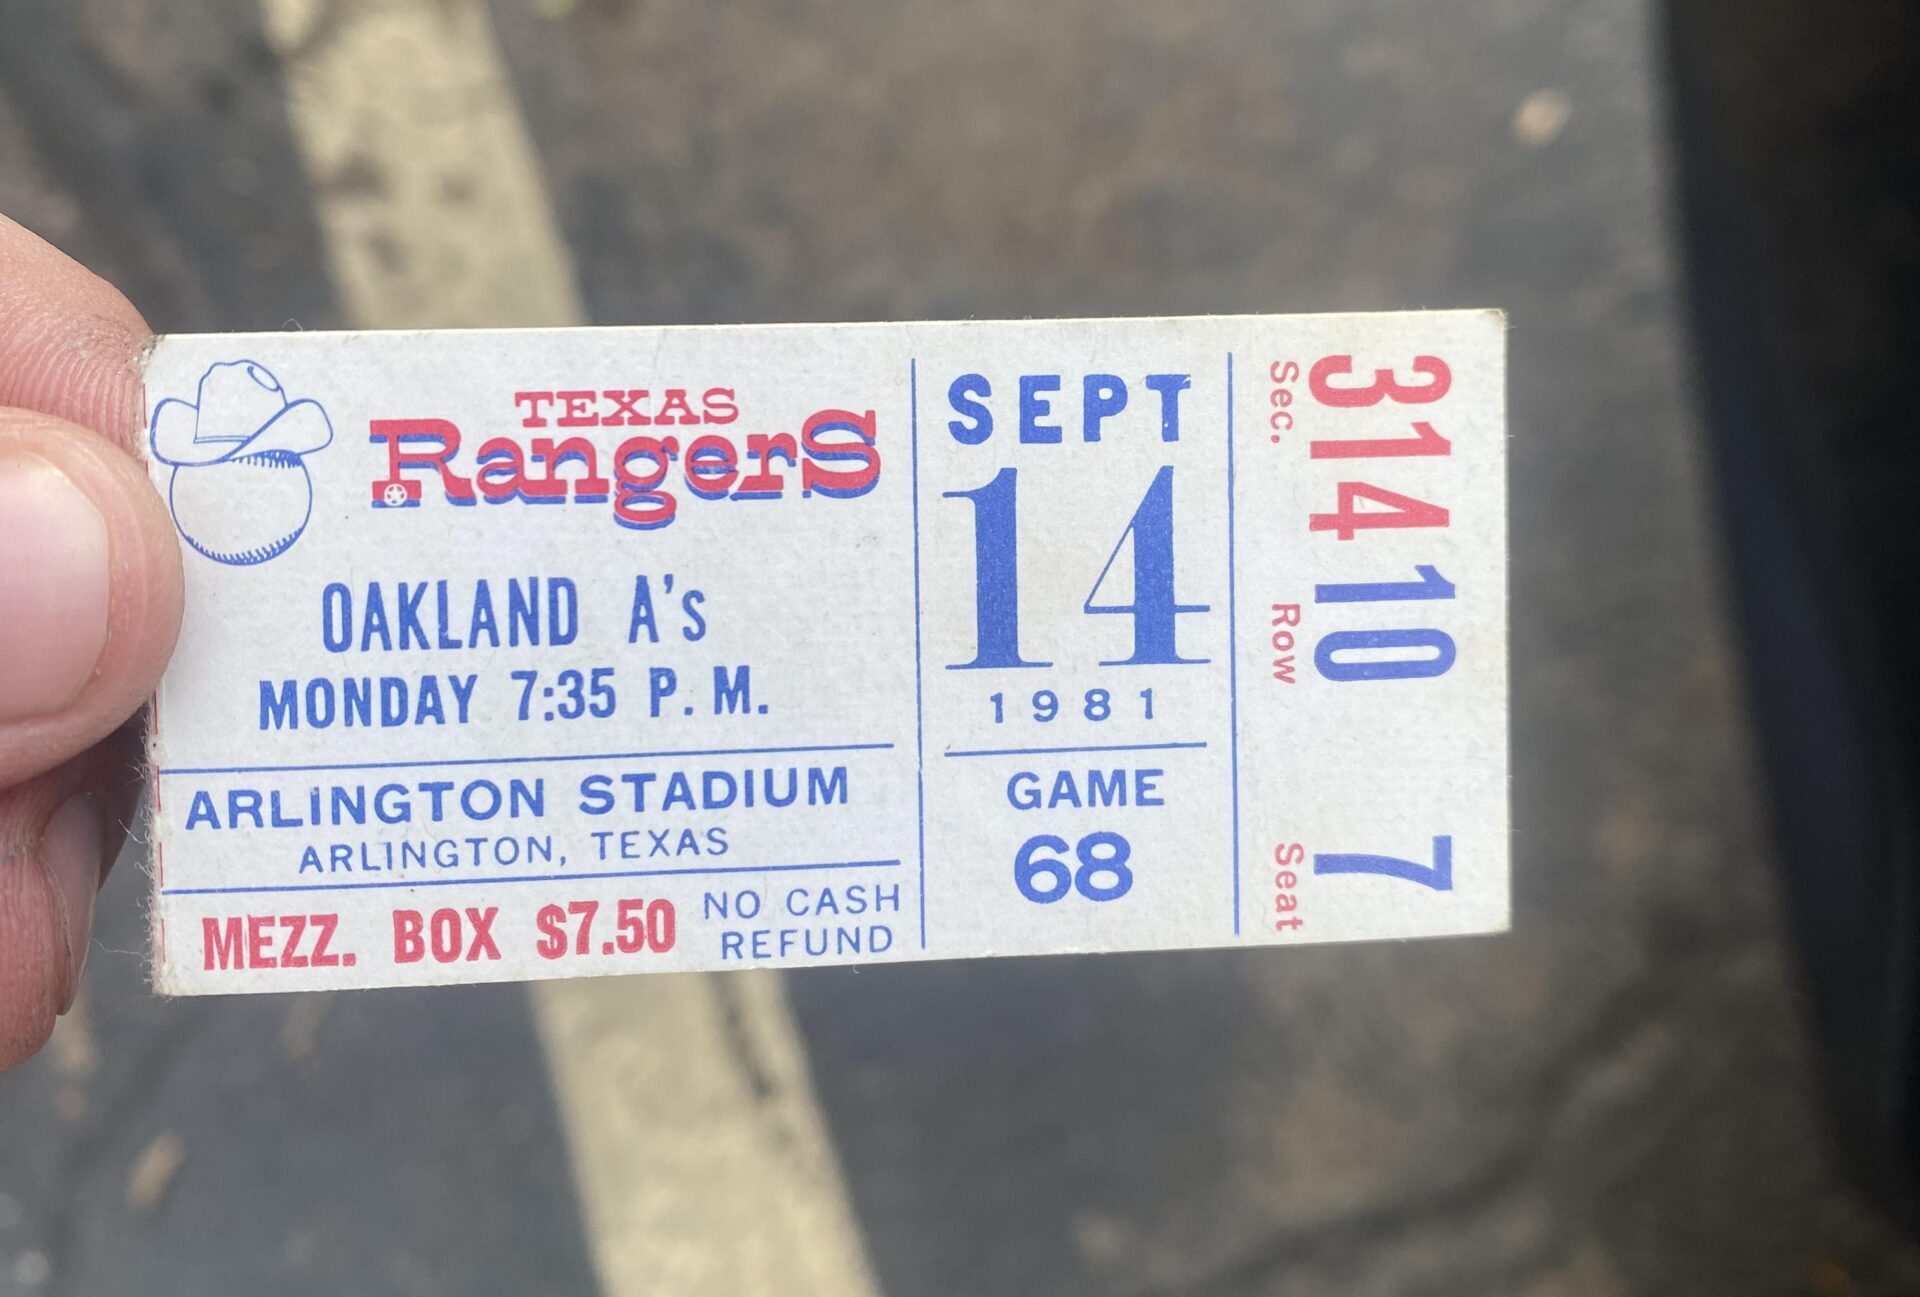 TEXAS
RangerS
OAKLAND A's
MONDAY 7:35 P.M.
ARLINGTON STADIUM
ARLINGTON, TEXAS
MEZZ. BOX $7.50
NO CASH
REFUND
SEPT
14
1981
GAME
68
314
Sec.
10
Row
7
Seat